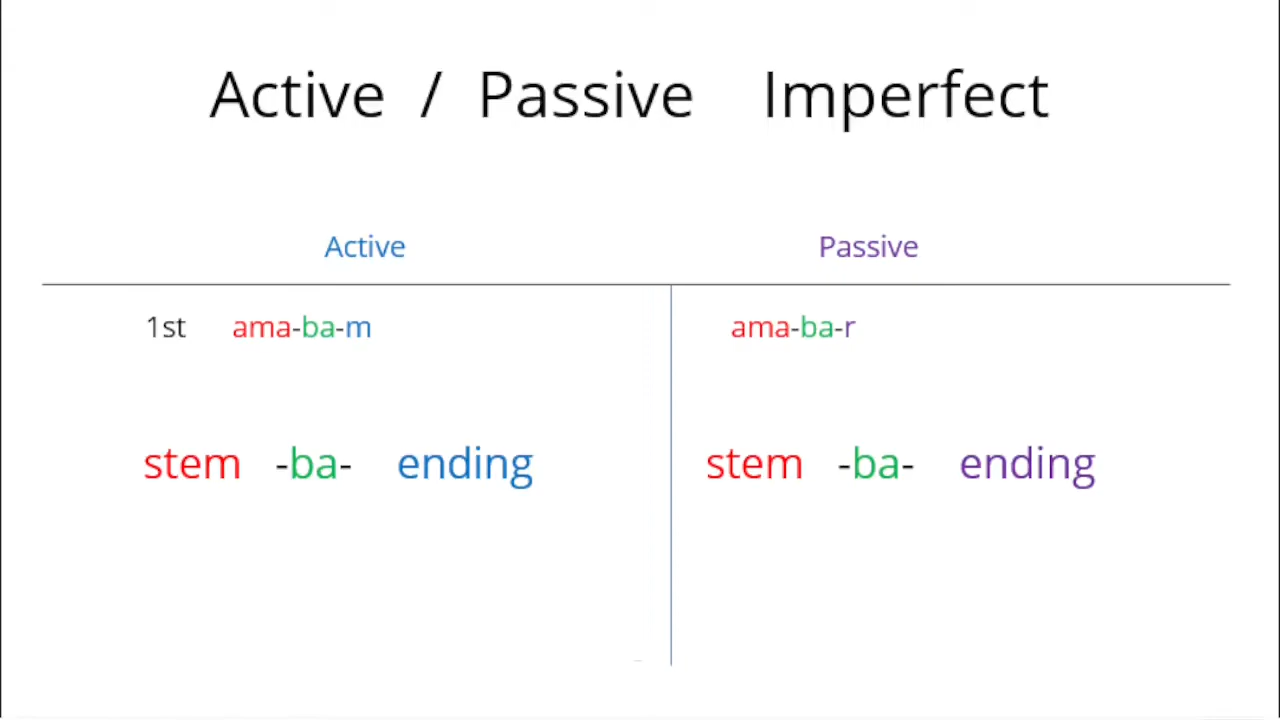 Active / Passive Imperfect
Active Passive
1st ama-ba-m ama-ba-r
stem -ba- ending stem -ba- ending